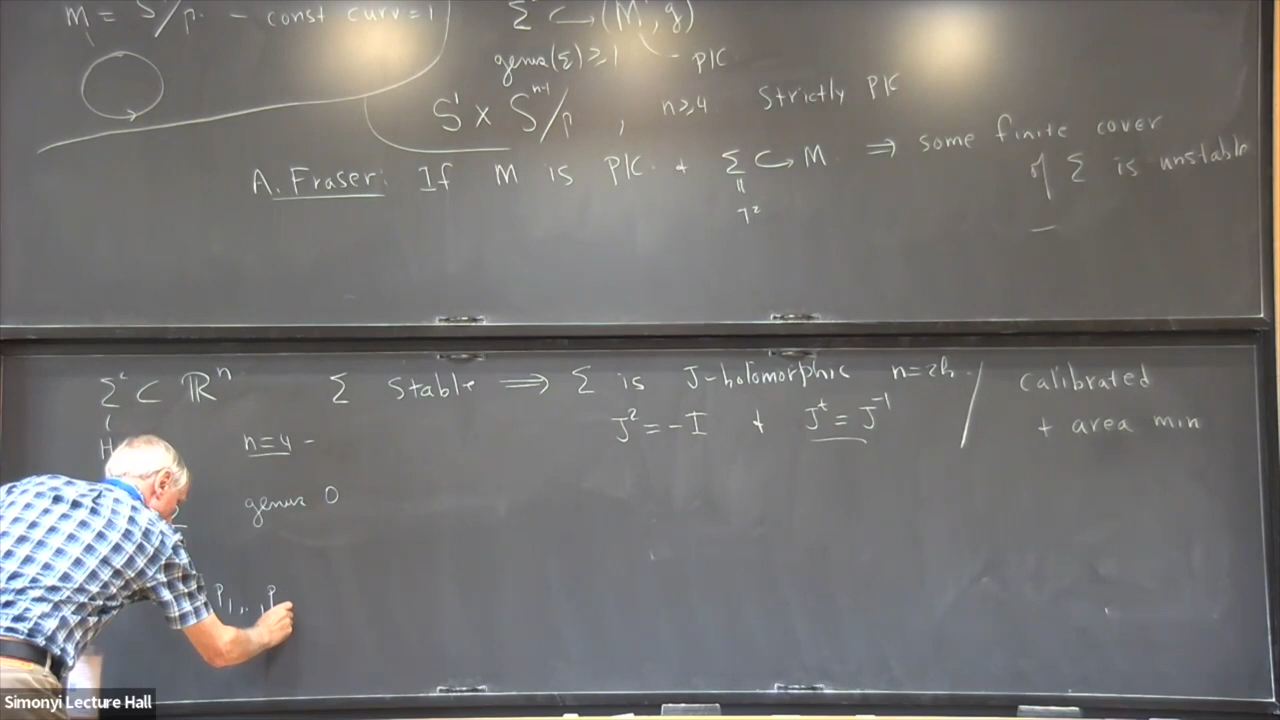 M = S/p. - const curv = 1
Σ ↪ (M, g)
genus(Σ) ≥ 1 - PIC
S¹ × Sⁿ⁻¹/p , n ≥ 4 Strictly PIC
A. Fraser: If M is PIC + Σ ↪ M ⇒ some finite cover
of Σ is unstable
||
T²
Σ² ⊂ ℝⁿ Σ Stable ⟹ Σ is J-holomorphic n=2k / Calibrated
J² = -I + Jᵗ = J⁻¹ + area min
n=4 -
genus 0
P₁, .. , P
Simonyi Lecture Hall